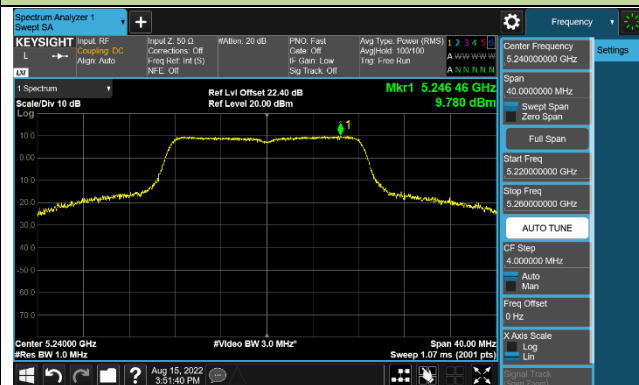 Spectrum Analyzer 1
Swept SA
Frequency
KEYSIGHT
Input: RF
Coupling: DC
Align: Auto
Input Z: 50 Ω
Corrections: Off
Freq Ref: Int (S)
NFE: Off
#Atten: 20 dB
PNO: Fast
Gate: Off
IF Gain: Low
Sig Track: Off
Avg Type: Power (RMS)
Avg|Hold: 100/100
Trig: Free Run
1 2 3 4 5 6
A W W W W W
A N N N N N
L
LXI
Center Frequency
5.240000000 GHz
Settings
Span
40.0000000 MHz
Swept Span
Zero Span
Full Span
Start Freq
5.220000000 GHz
Stop Freq
5.260000000 GHz
AUTO TUNE
CF Step
4.000000 MHz
Auto
Man
Freq Offset
0 Hz
X Axis Scale
Log
Lin
Signal Track
(Span Zoom)
1 Spectrum
Scale/Div 10 dB
Log
Ref Lvl Offset 22.40 dB
Ref Level 20.00 dBm
Mkr1 5.246 46 GHz
9.780 dBm
1
10.0
0.00
10.0
20.0
30.0
40.0
-50.0
60.0
70.0
Center 5.24000 GHz
#Res BW 1.0 MHz
#Video BW 3.0 MHz*
Span 40.00 MHz
Sweep 1.07 ms (2001 pts)
?
Aug 15, 2022
3:51:40 PM